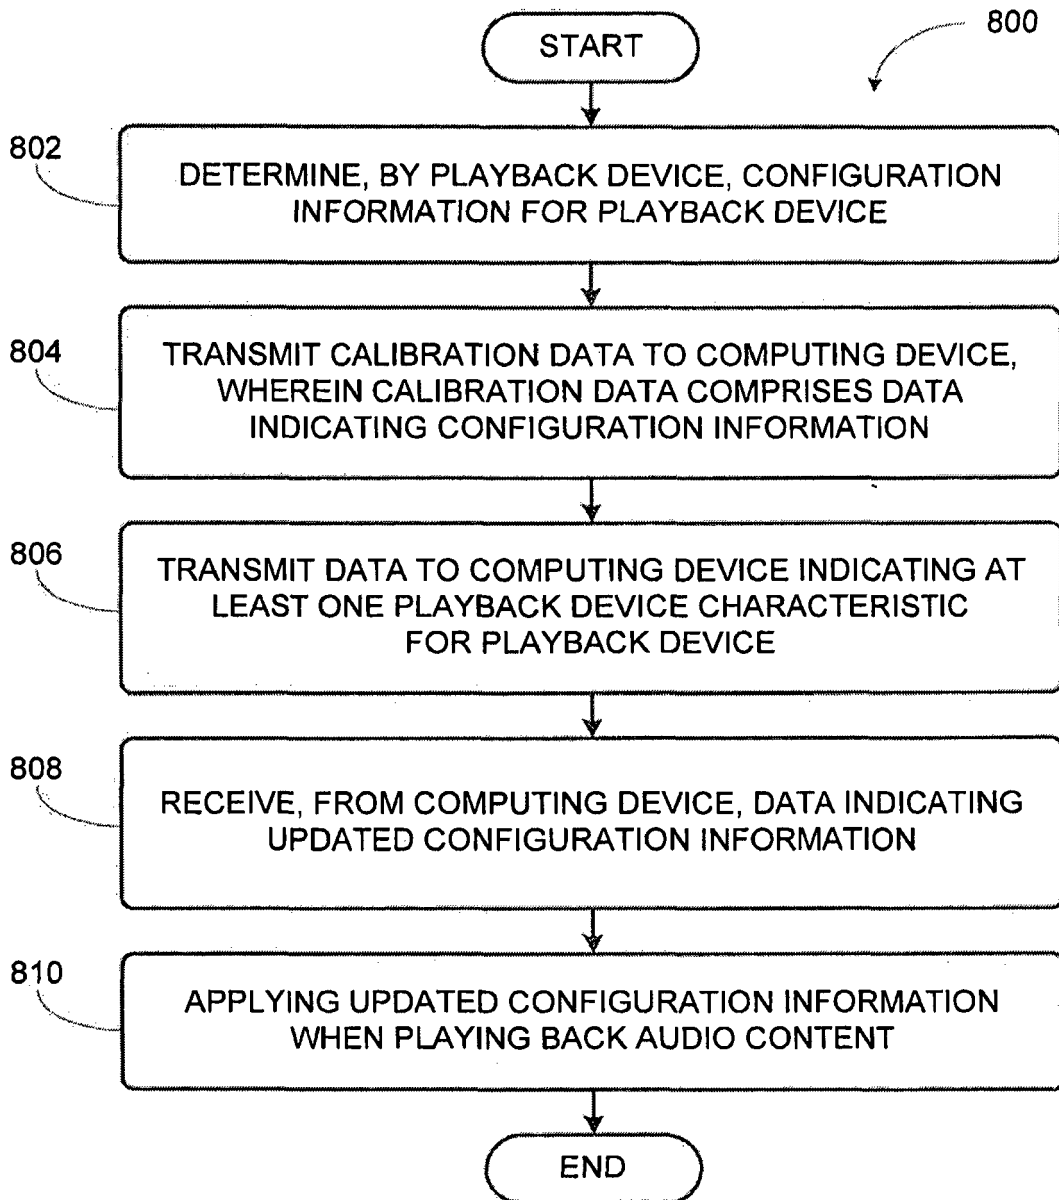 START
800
802
DETERMINE, BY PLAYBACK DEVICE, CONFIGURATION
INFORMATION FOR PLAYBACK DEVICE
804
TRANSMIT CALIBRATION DATA TO COMPUTING DEVICE,
WHEREIN CALIBRATION DATA COMPRISES DATA
INDICATING CONFIGURATION INFORMATION
806
TRANSMIT DATA TO COMPUTING DEVICE INDICATING AT
LEAST ONE PLAYBACK DEVICE CHARACTERISTIC
FOR PLAYBACK DEVICE
808
RECEIVE, FROM COMPUTING DEVICE, DATA INDICATING
UPDATED CONFIGURATION INFORMATION
810
APPLYING UPDATED CONFIGURATION INFORMATION
WHEN PLAYING BACK AUDIO CONTENT
END